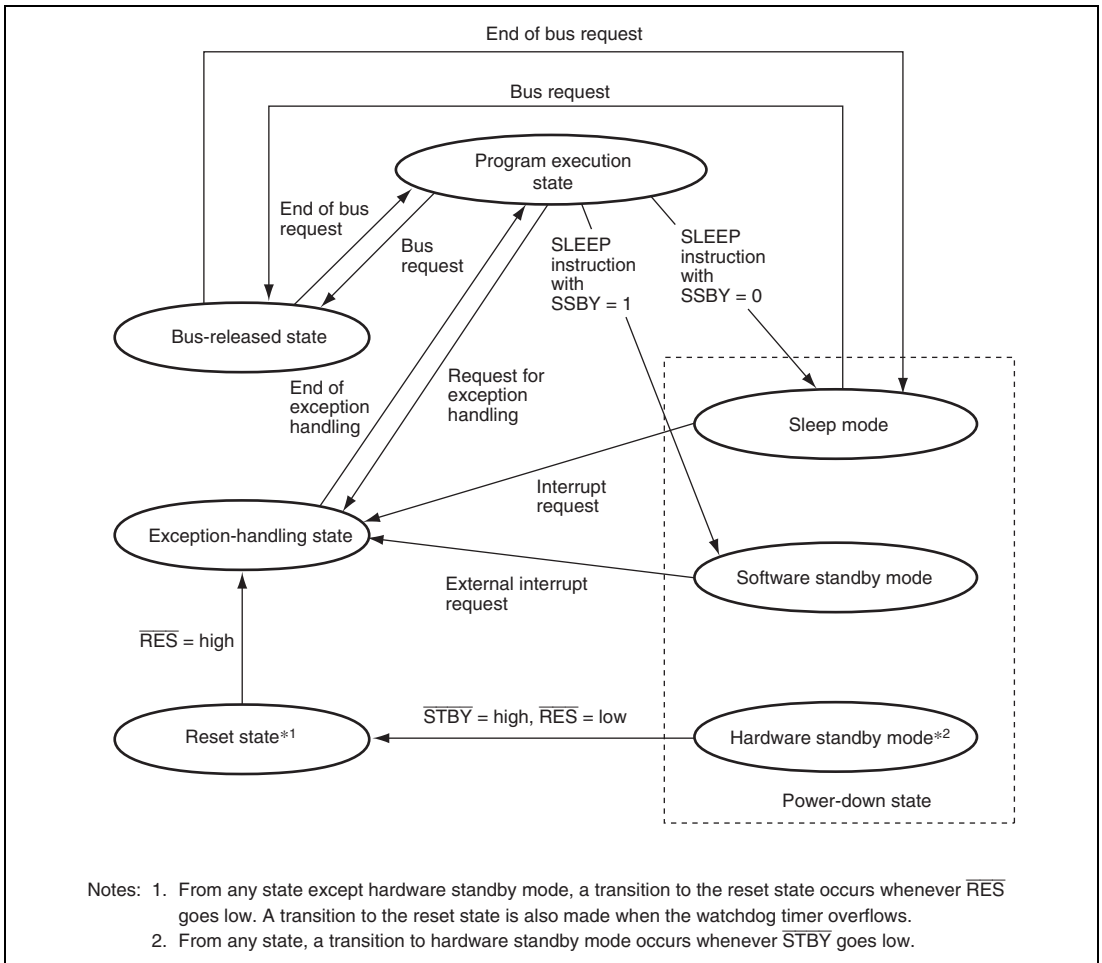 End of bus request
Bus request
Program execution
state
End of bus
request
Bus
request
SLEEP
instruction
with
SSBY = 1
SLEEP
instruction
with
SSBY = 0
Bus-released state
End of
exception
handling
Request for
exception
handling
Sleep mode
Interrupt
request
Exception-handling state
External interrupt
request
Software standby mode
R̅E̅S̅ = high
S̅T̅B̅Y̅ = high, R̅E̅S̅ = low
Reset state*1
Hardware standby mode*2
Power-down state
Notes: 1. From any state except hardware standby mode, a transition to the reset state occurs whenever R̅E̅S̅
goes low. A transition to the reset state is also made when the watchdog timer overflows.
2. From any state, a transition to hardware standby mode occurs whenever S̅T̅B̅Y̅ goes low.